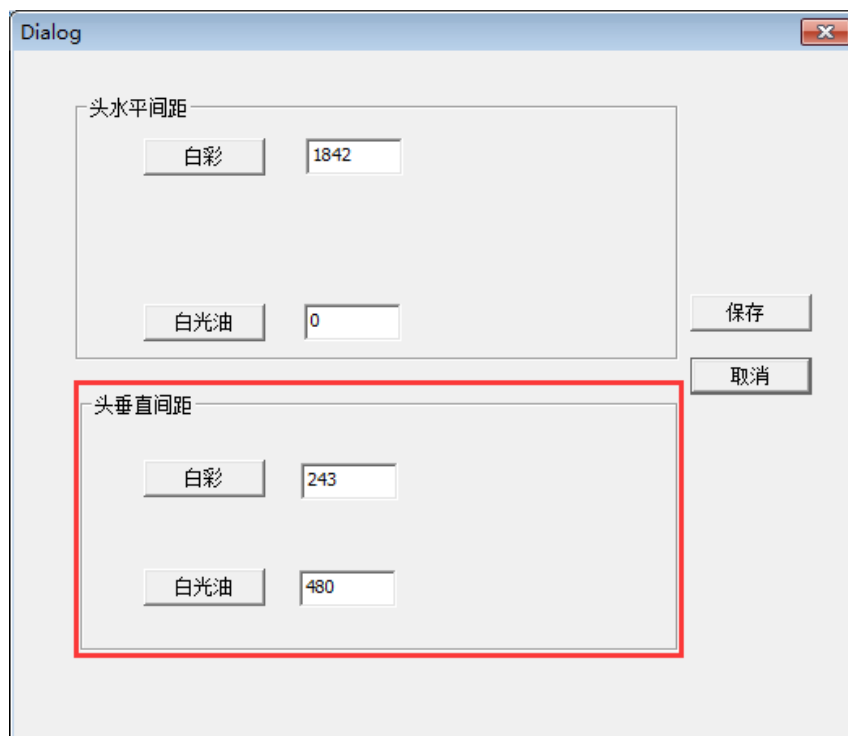 Dialog
头水平间距
白彩 1842
白光油 0
保存
取消
头垂直间距
白彩 243
白光油 480